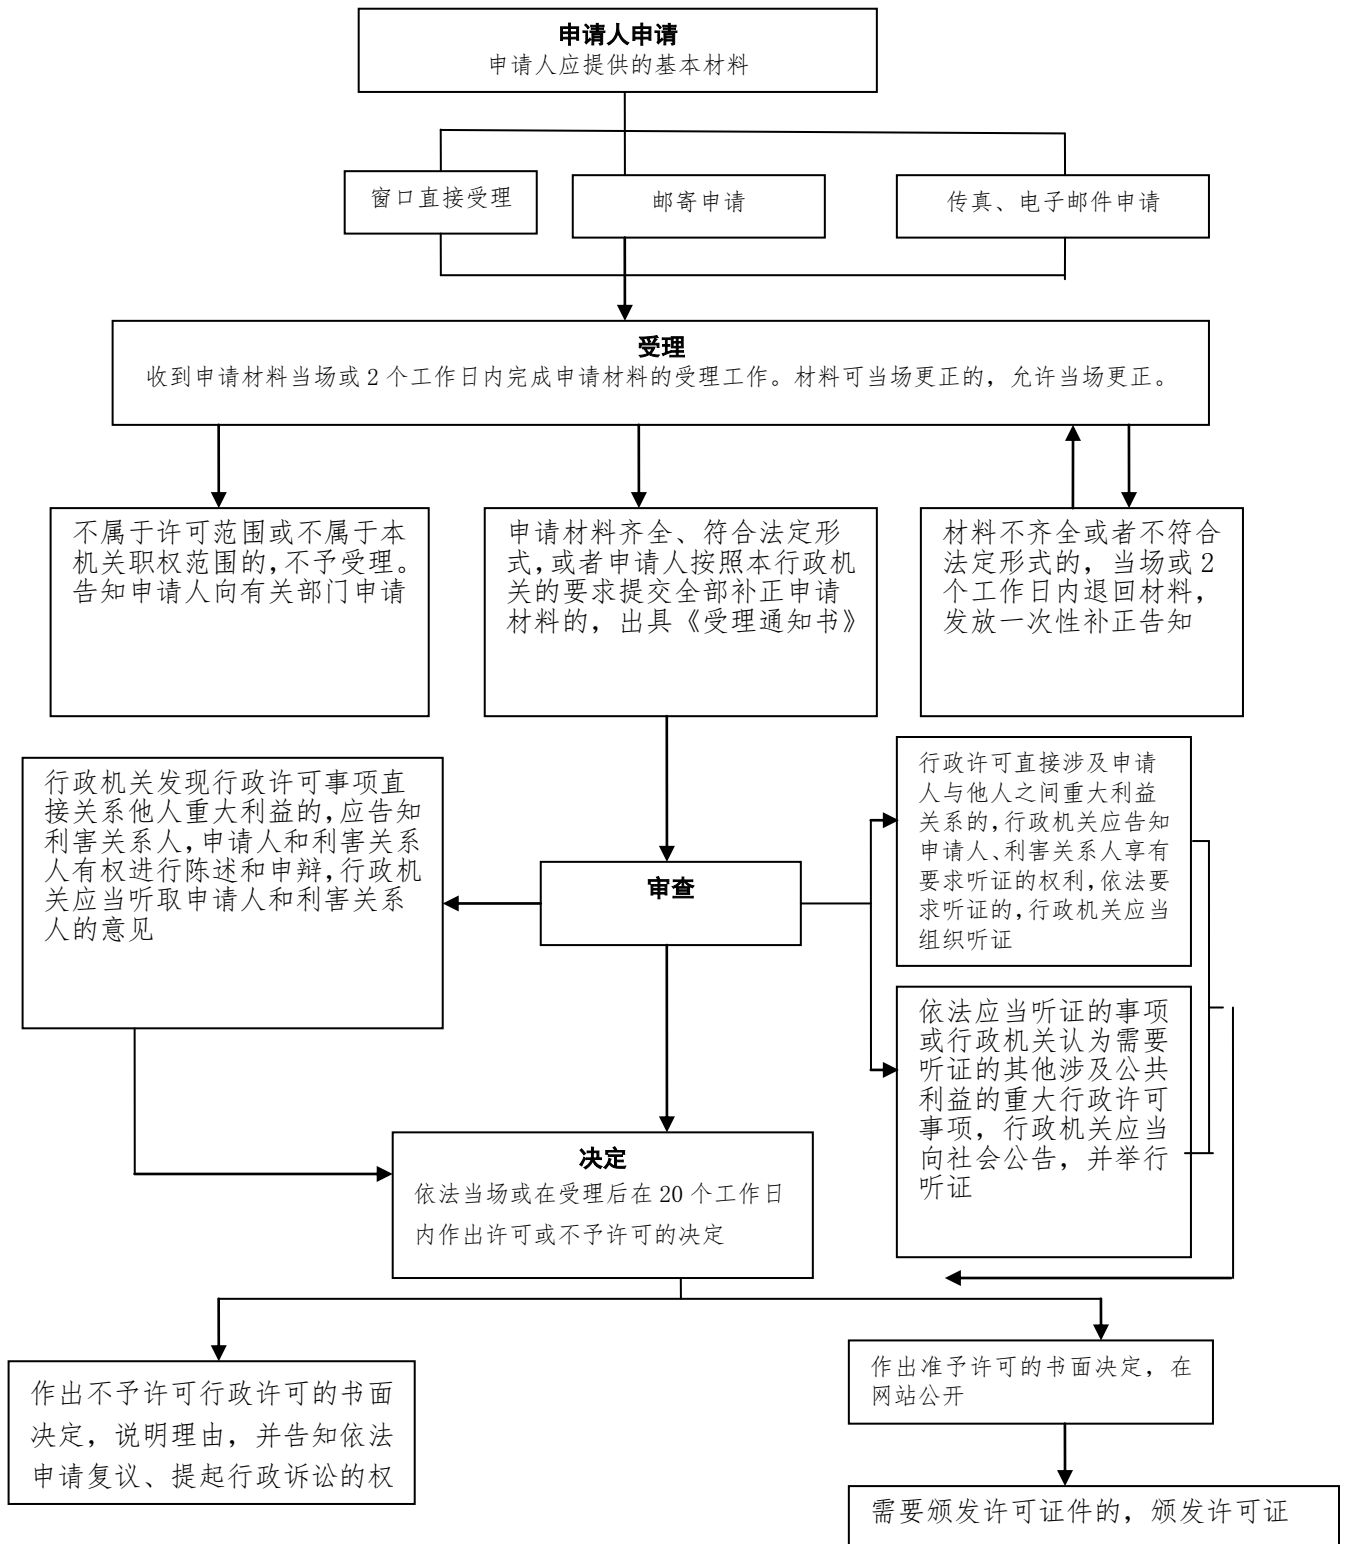 申请人申请
申请人应提供的基本材料
窗口直接受理
邮寄申请
传真、电子邮件申请
受理
收到申请材料当场或2个工作日内完成申请材料的受理工作。材料可当场更正的，允许当场更正。
不属于许可范围或不属于本
机关职权范围的，不予受理。
告知申请人向有关部门申请
申请材料齐全、符合法定形
式，或者申请人按照本行政机
关的要求提交全部补正申请
材料的，出具《受理通知书》
材料不齐全或者不符合
法定形式的，当场或2
个工作日内退回材料，
发放一次性补正告知
行政机关发现行政许可事项直
接关系他人重大利益的，应告知
利害关系人，申请人和利害关系
人有权进行陈述和申辩，行政机
关应当听取申请人和利害关系
人的意见
审查
行政许可直接涉及申请
人与他人之间重大利益
关系的，行政机关应告知
申请人、利害关系人享有
要求听证的权利，依法要
求听证的，行政机关应当
组织听证
依法应当听证的事项
或行政机关认为需要
听证的其他涉及公共
利益的重大行政许可
事项，行政机关应当
向社会公告，并举行
听证
决定
依法当场或在受理后在20个工作日
内作出许可或不予许可的决定
作出不予许可行政许可的书面
决定，说明理由，并告知依法
申请复议、提起行政诉讼的权
作出准予许可的书面决定，在
网站公开
需要颁发许可证件的，颁发许可证